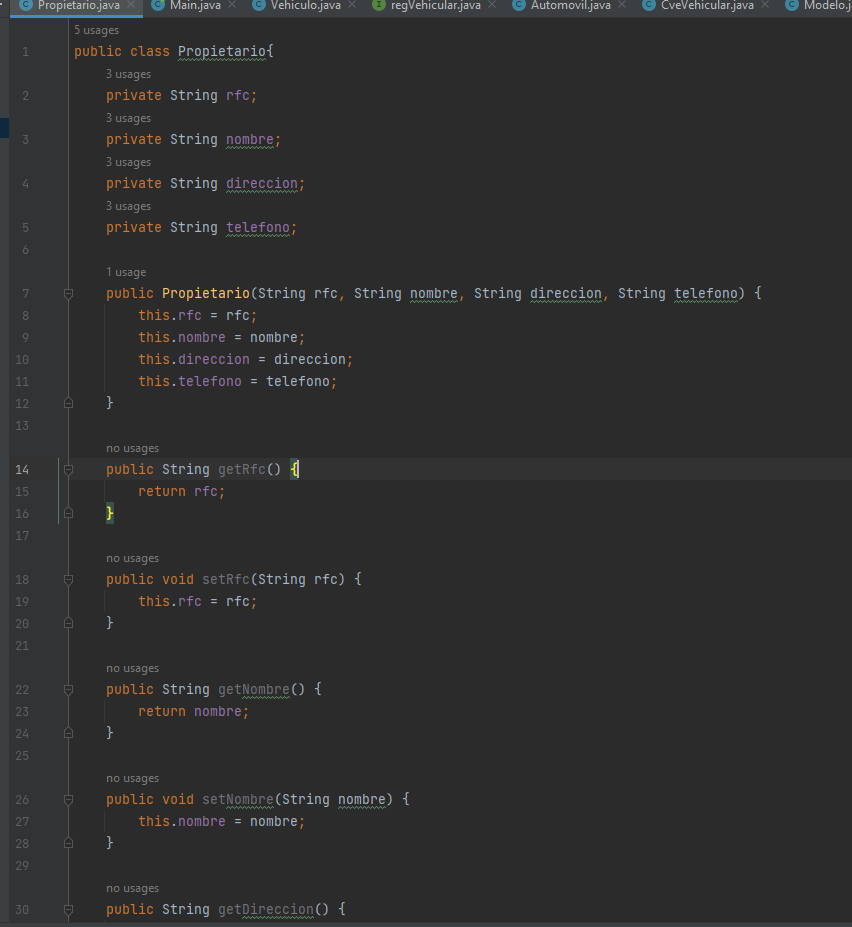 Propietario.java Main.java Vehiculo.java regVehicular.java Automovil.java CveVehicular.java
5 usages
1 public class Propietario{
3 usages
2 private String rfc;
3 usages
3 private String nombre;
3 usages
4 private String direccion;
3 usages
5 private String telefono;
6
1 usage
7 public Propietario(String rfc, String nombre, String direccion, String telefono) {
8 this.rfc = rfc;
9 this.nombre = nombre;
10 this.direccion = direccion;
11 this.telefono = telefono;
12 }
13
no usages
14 public String getRfc() {
15 return rfc;
16 }
17
no usages
18 public void setRfc(String rfc) {
19 this.rfc = rfc;
20 }
21
no usages
22 public String getNombre() {
23 return nombre;
24 }
25
no usages
26 public void setNombre(String nombre) {
27 this.nombre = nombre;
28 }
29
no usages
30 public String getDireccion() {